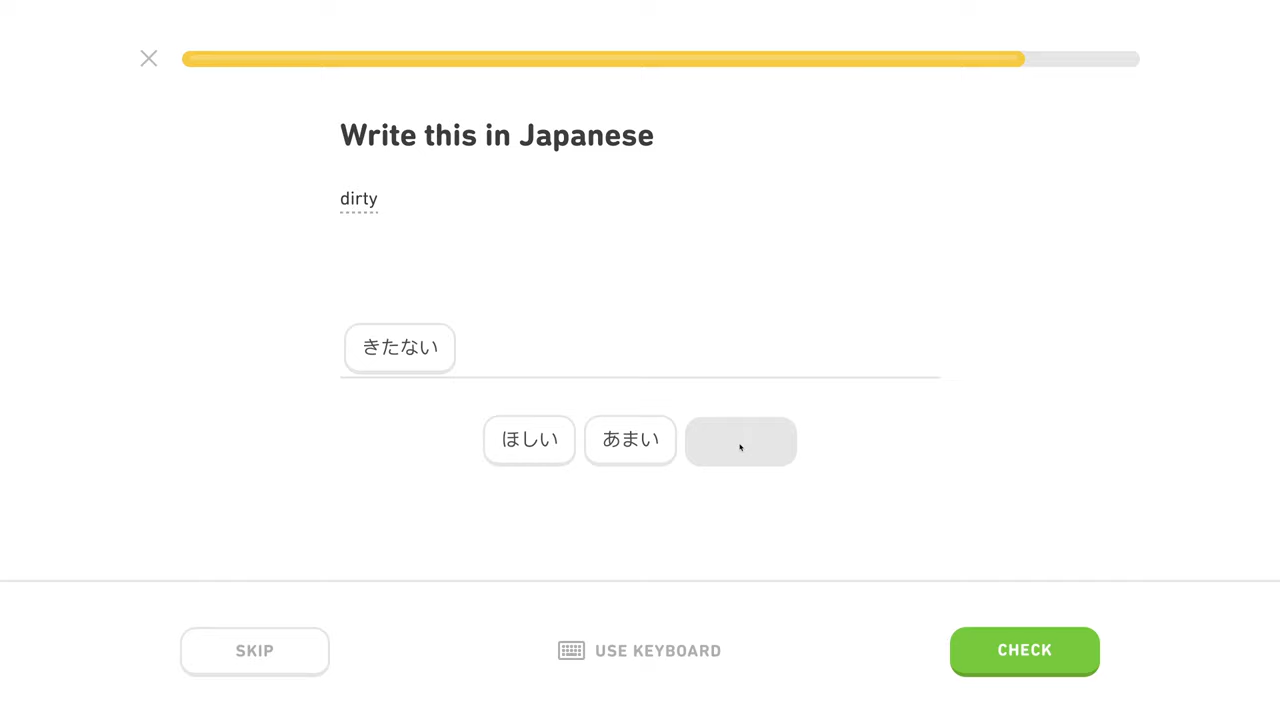 Write this in Japanese
dirty
きたない
ほしい あまい
SKIP USE KEYBOARD CHECK